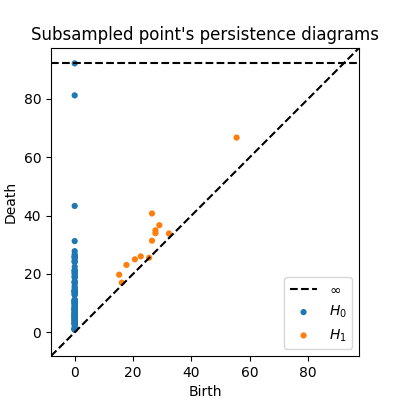 Subsampled point's persistence diagrams
80
60
40
20
0
Death
∞
H₀
H₁
0 20 40 60 80
Birth